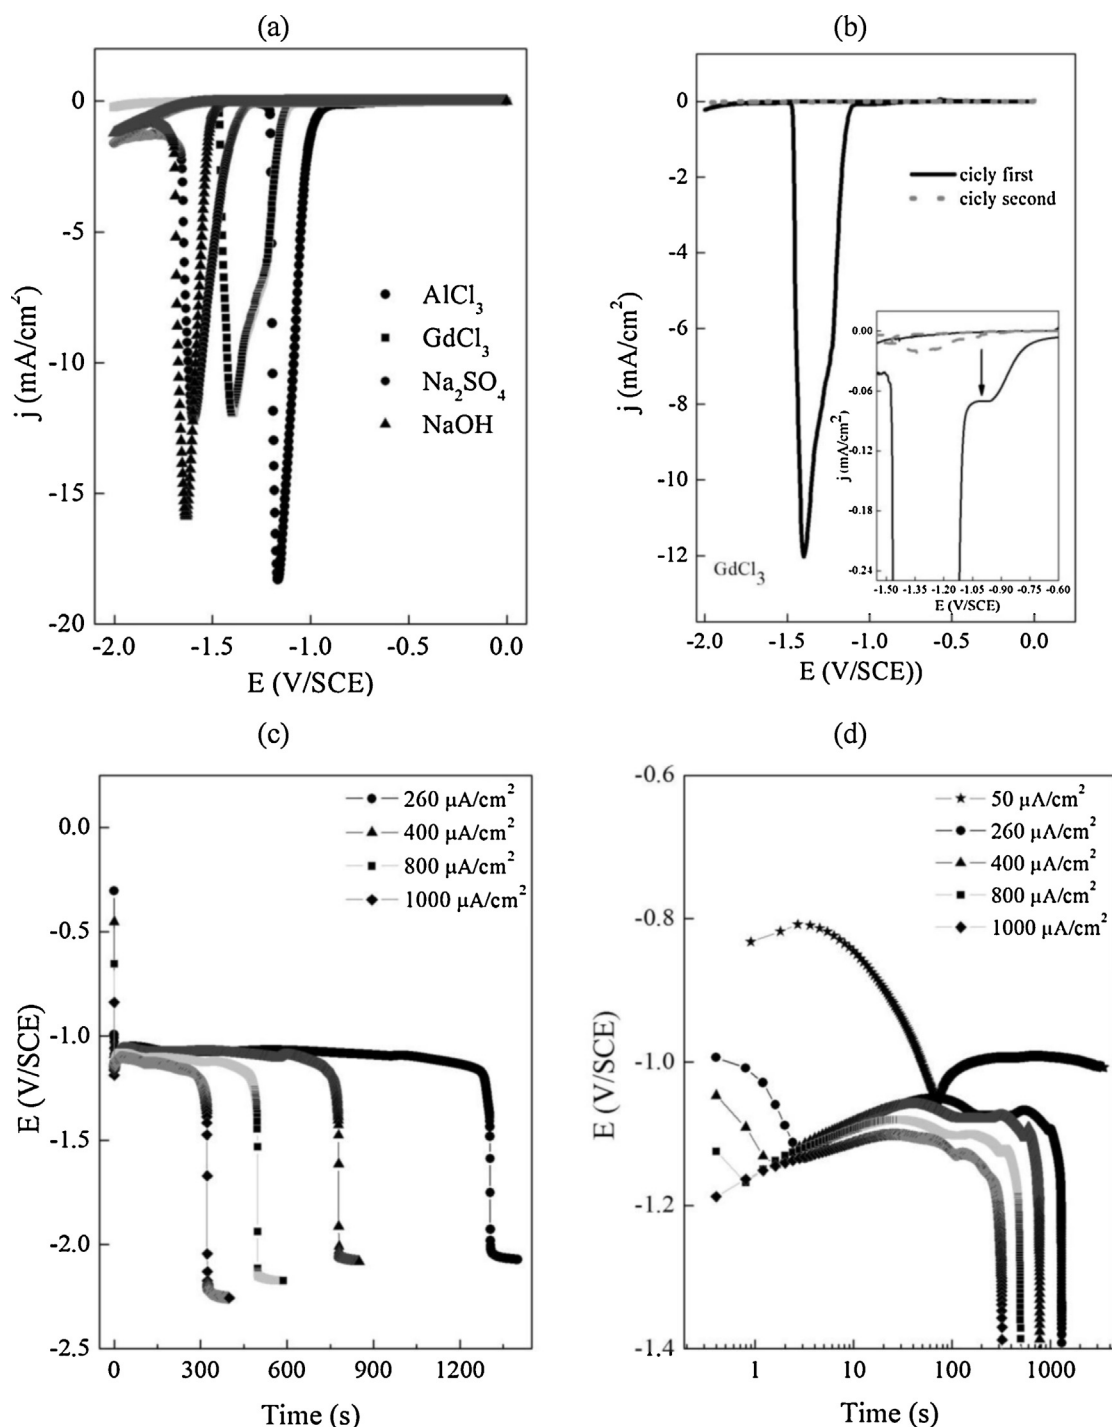 (a)
0
-5
-10
-15
-20
j (mA/cm²)
AlCl₃
GdCl₃
Na₂SO₄
NaOH
-2.0 -1.5 -1.0 -0.5 0.0
E (V/SCE)
(b)
0
-2
-4
-6
-8
-10
-12
j (mA/cm²)
cicly first
cicly second
0.00
-0.06
-0.12
-0.18
-0.24
j (mA/cm²)
-1.50 -1.35 -1.20 -1.05 -0.90 -0.75 -0.60
E (V/SCE)
GdCl₃
-2.0 -1.5 -1.0 -0.5 0.0
E (V/SCE))
(c)
0.0
-0.5
-1.0
-1.5
-2.0
-2.5
E (V/SCE)
260 µA/cm²
400 µA/cm²
800 µA/cm²
1000 µA/cm²
0 300 600 900 1200
Time (s)
(d)
-0.6
-0.8
-1.0
-1.2
-1.4
E (V/SCE)
50 µA/cm²
260 µA/cm²
400 µA/cm²
800 µA/cm²
1000 µA/cm²
1 10 100 1000
Time (s)